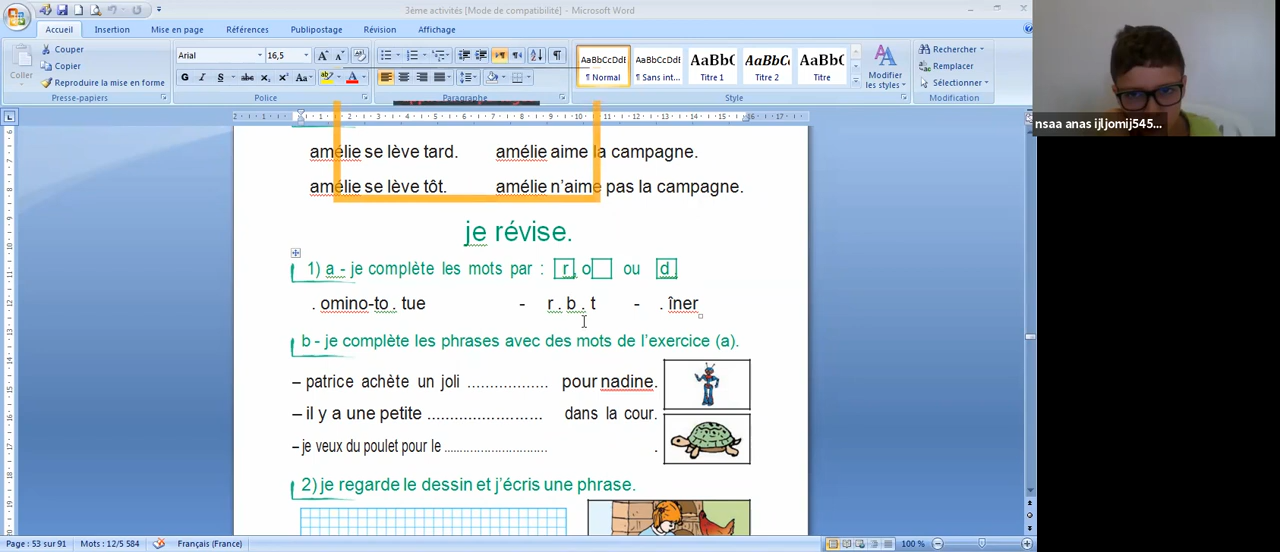 3ème activités [Mode de compatibilité] - Microsoft Word
Accueil Insertion Mise en page Références Publipostage Révision Affichage
Coller
Couper
Copier
Reproduire la mise en forme
Presse-papiers
Arial 16,5
G I S abc x₂ x² Aa
Police
Paragraphe
AaBbCcDdE AaBbCcDdE AaBbC AaBbCc AaBbC
¶ Normal ¶ Sans int... Titre 1 Titre 2 Titre
Modifier les styles
Style
Rechercher
Remplacer
Sélectionner
Modification
nsaa anas ijljomij545...
amélie se lève tard. amélie aime la campagne.
amélie se lève tôt. amélie n'aime pas la campagne.
je révise.
1) a - je complète les mots par : r, o ou d
. omino-to . tue - r . b . t - . îner
b - je complète les phrases avec des mots de l'exercice (a).
– patrice achète un joli ................. pour nadine.
– il y a une petite ........................ dans la cour.
– je veux du poulet pour le .............................. .
2) je regarde le dessin et j'écris une phrase.
Page : 53 sur 91 Mots : 12/5 584 Français (France) 100 %